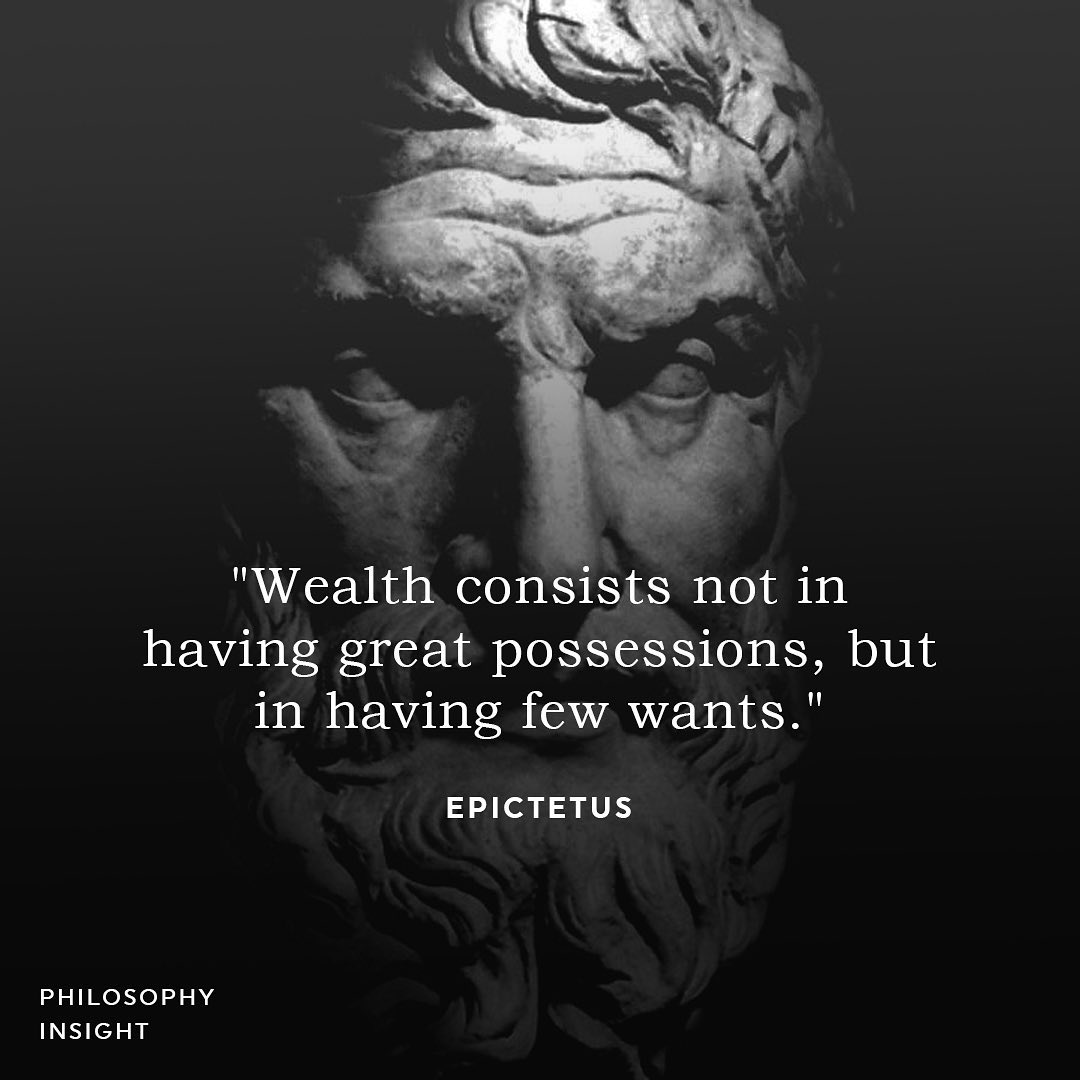 "Wealth consists not in
having great possessions, but
in having few wants."
EPICTETUS
PHILOSOPHY
INSIGHT